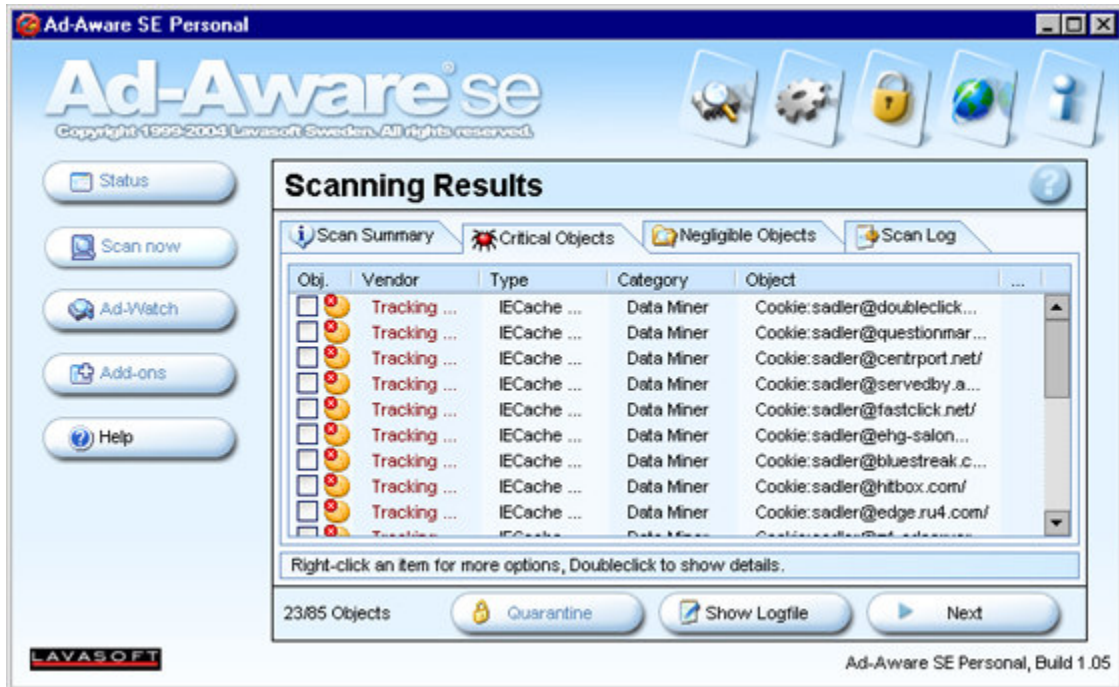 Ad-Aware SE Personal
Ad-Aware® se
Copyright 1999-2004 Lavasoft Sweden. All rights reserved.
Status
Scan now
Ad-Watch
Add-ons
Help
Scanning Results
Scan Summary Critical Objects Negligible Objects Scan Log
Obj. Vendor Type Category Object ...
Tracking ... IECache ... Data Miner Cookie:sadler@doubleclick...
Tracking ... IECache ... Data Miner Cookie:sadler@questionmar...
Tracking ... IECache ... Data Miner Cookie:sadler@centrport.net/
Tracking ... IECache ... Data Miner Cookie:sadler@servedby.a...
Tracking ... IECache ... Data Miner Cookie:sadler@fastclick.net/
Tracking ... IECache ... Data Miner Cookie:sadler@ehg-salon...
Tracking ... IECache ... Data Miner Cookie:sadler@bluestreak.c...
Tracking ... IECache ... Data Miner Cookie:sadler@hitbox.com/
Tracking ... IECache ... Data Miner Cookie:sadler@edge.ru4.com/
Right-click an item for more options, Doubleclick to show details.
23/85 Objects Quarantine Show Logfile Next
LAVASOFT
Ad-Aware SE Personal, Build 1.05